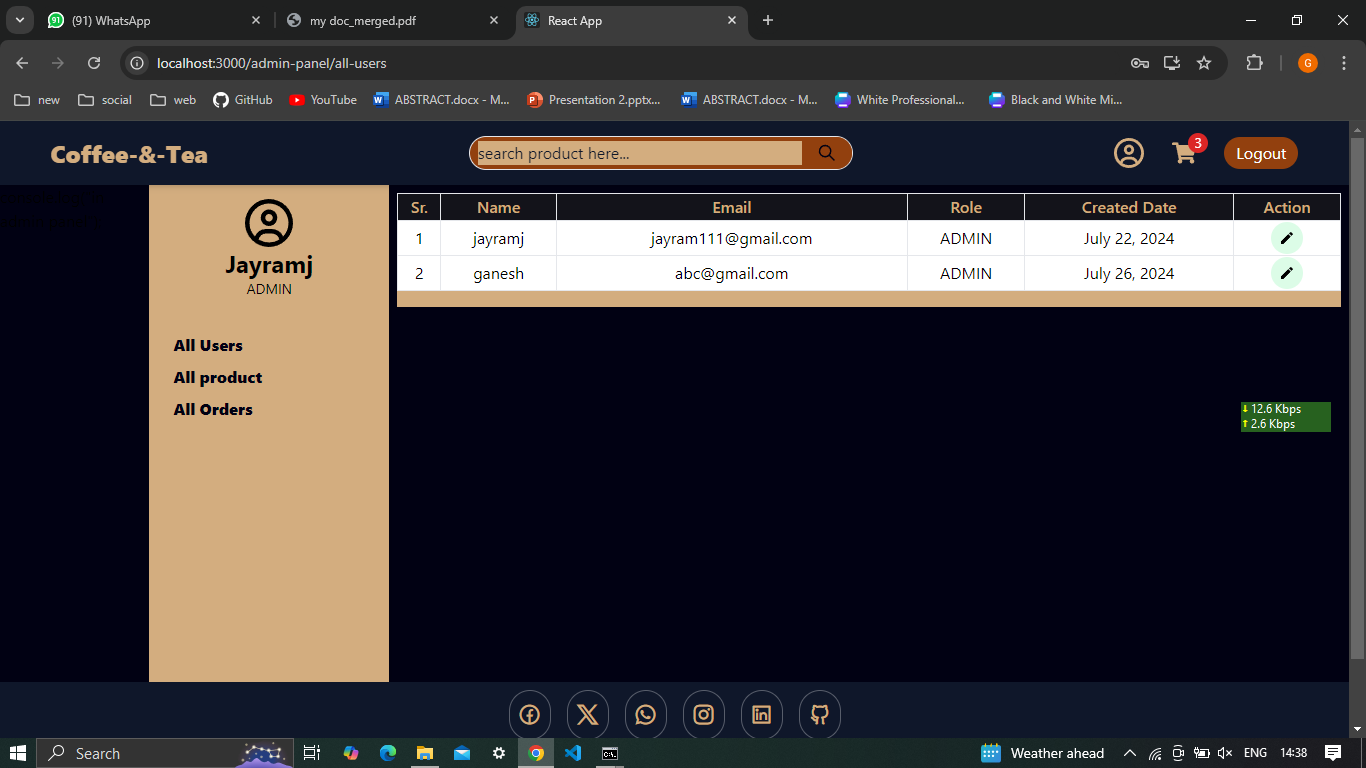 (91) WhatsApp
my doc_merged.pdf
React App
localhost:3000/admin-panel/all-users
G
new
social
web
GitHub
YouTube
ABSTRACT.docx - M...
Presentation 2.pptx...
ABSTRACT.docx - M...
White Professional...
Black and White Mi...
Coffee-&-Tea
search product here...
3
Logout
Jayramj
ADMIN
All Users
All product
All Orders
Sr. Name Email Role Created Date Action
1 jayramj jayram111@gmail.com ADMIN July 22, 2024
2 ganesh abc@gmail.com ADMIN July 26, 2024
12.6 Kbps
2.6 Kbps
Search
Weather ahead
ENG
14:38